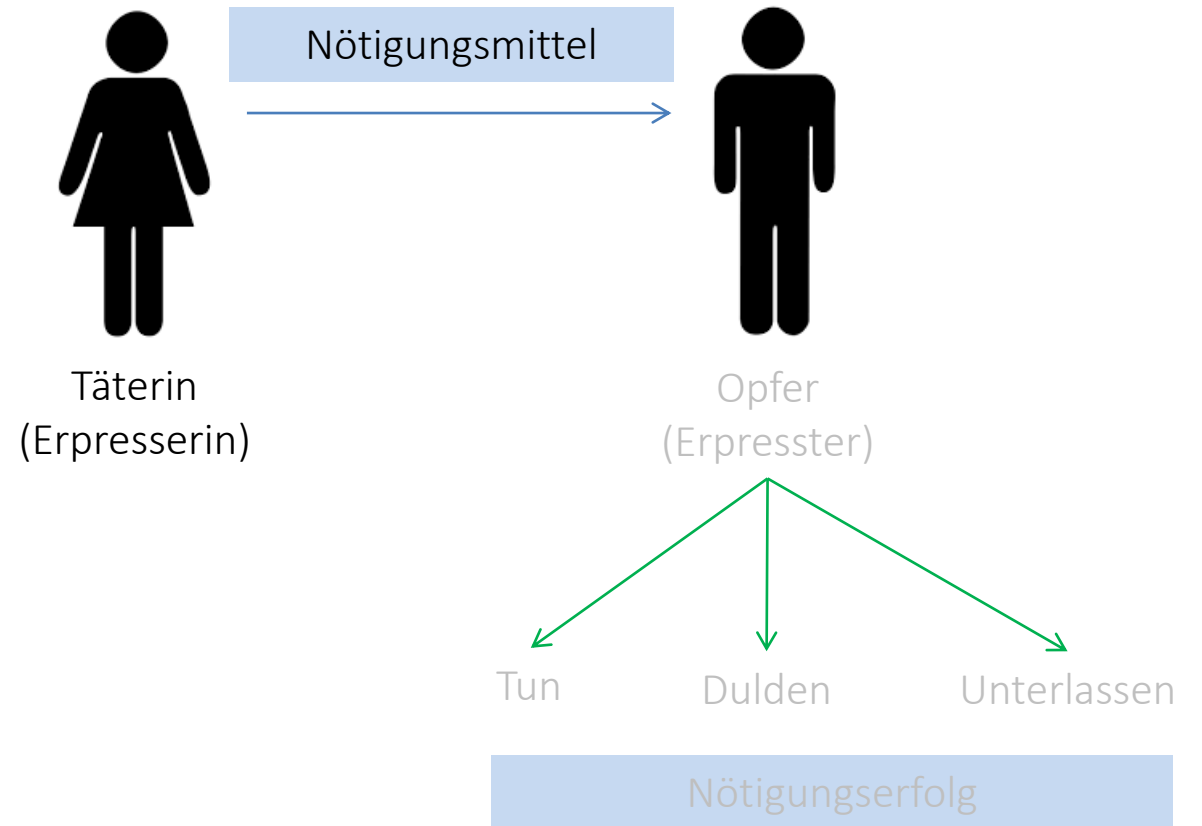 Nötigungsmittel
Täterin
(Erpresserin)
Opfer
(Erpresster)
Tun
Dulden
Unterlassen
Nötigungserfolg